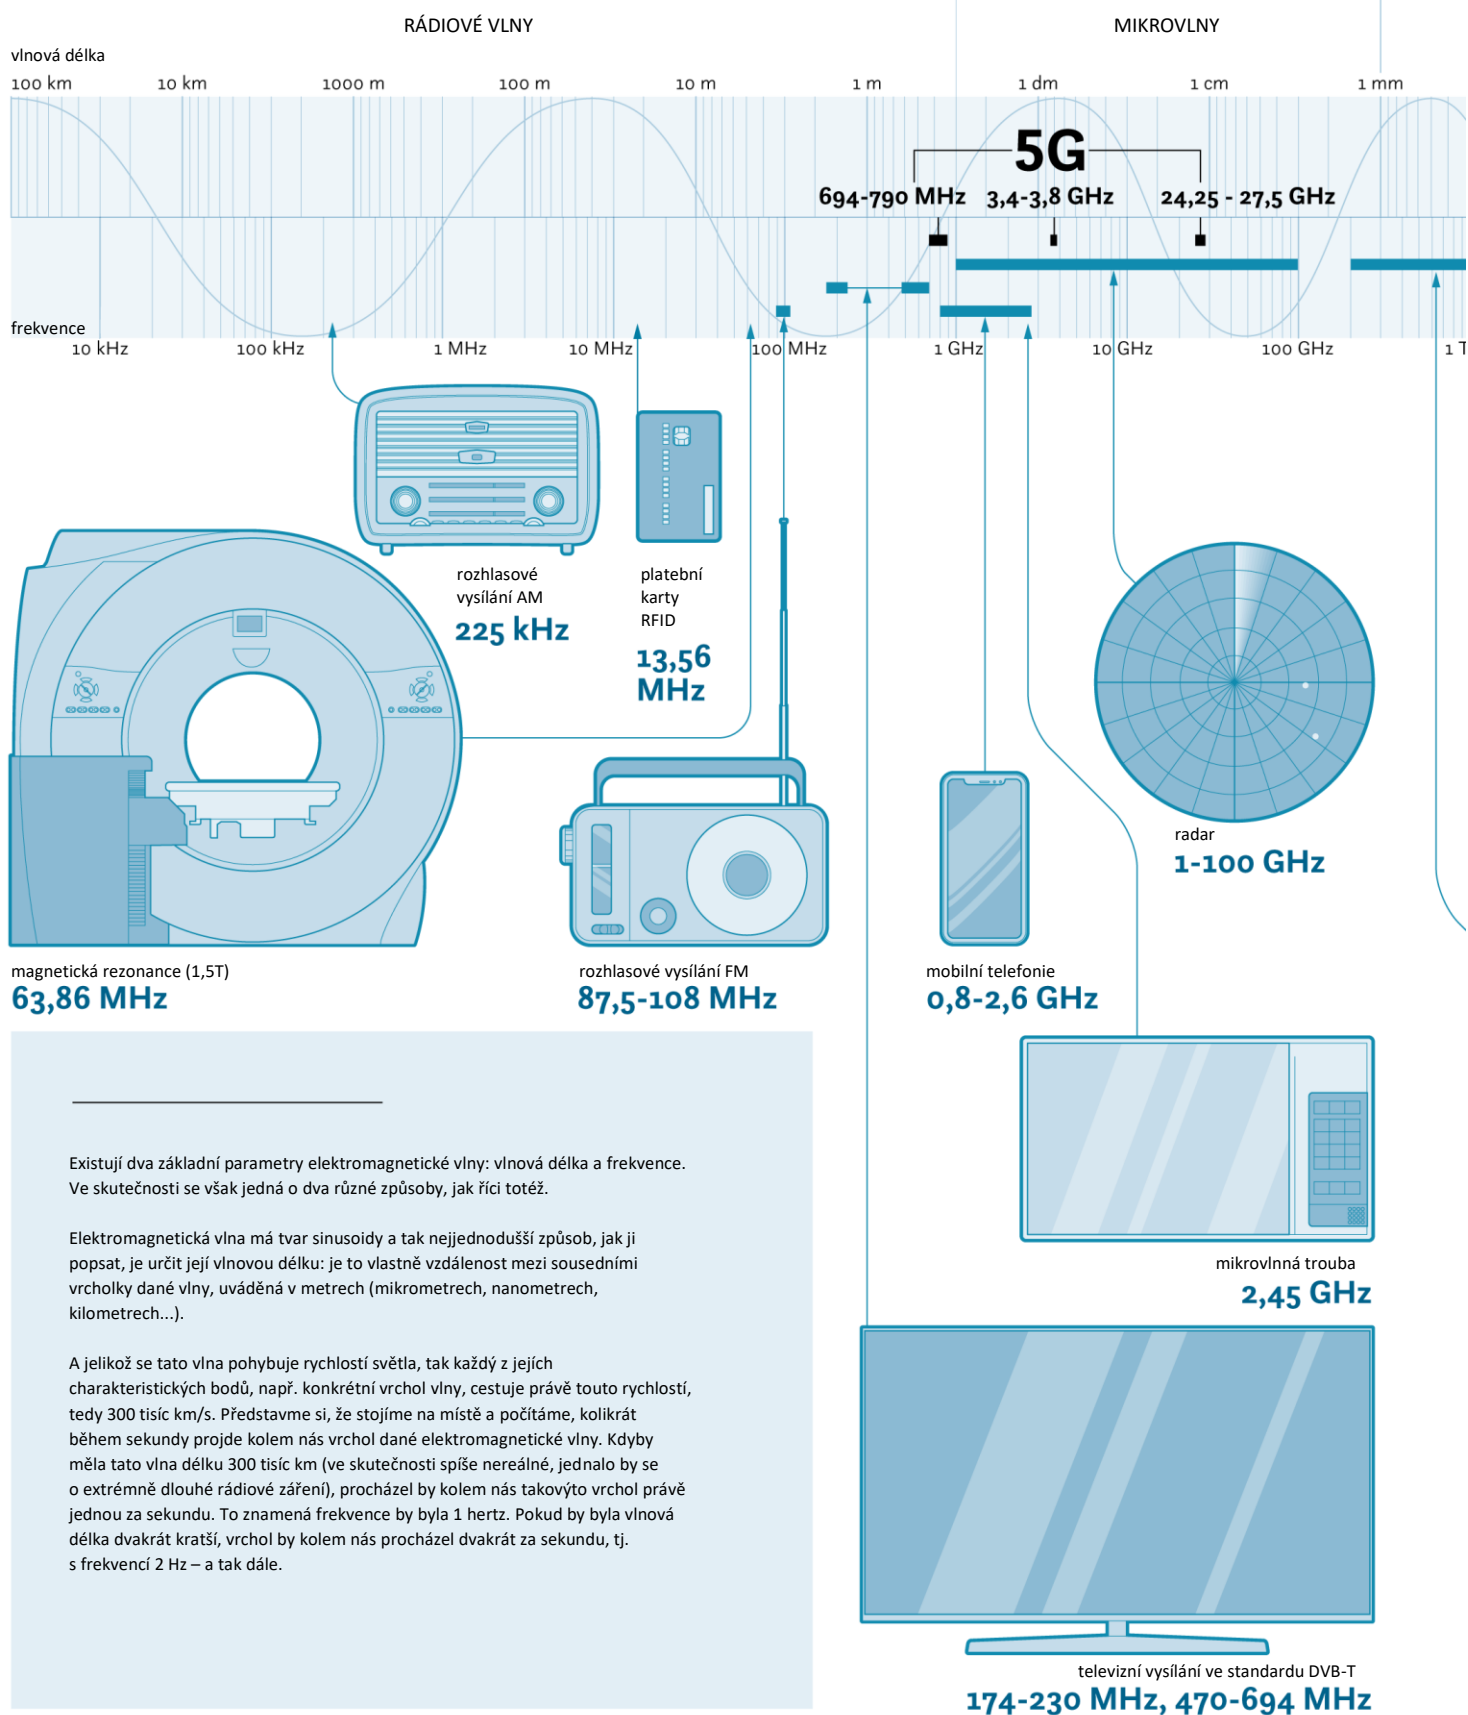 RÁDIOVÉ VLNY
MIKROVLNY
vlnová délka
100 km 10 km 1000 m 100 m 10 m 1 m 1 dm 1 cm 1 mm
5G
694-790 MHz 3,4-3,8 GHz 24,25 - 27,5 GHz
frekvence
10 kHz 100 kHz 1 MHz 10 MHz 100 MHz 1 GHz 10 GHz 100 GHz 1 T
rozhlasové
vysílání AM
225 kHz
platební
karty
RFID
13,56
MHz
radar
1-100 GHz
magnetická rezonance (1,5T)
63,86 MHz
rozhlasové vysílání FM
87,5-108 MHz
mobilní telefonie
0,8-2,6 GHz
Existují dva základní parametry elektromagnetické vlny: vlnová délka a frekvence.
Ve skutečnosti se však jedná o dva různé způsoby, jak říci totéž.
Elektromagnetická vlna má tvar sinusoidy a tak nejjednodušší způsob, jak ji
popsat, je určit její vlnovou délku: je to vlastně vzdálenost mezi sousedními
vrcholky dané vlny, uváděná v metrech (mikrometrech, nanometrech,
kilometrech...).
A jelikož se tato vlna pohybuje rychlostí světla, tak každý z jejích
charakteristických bodů, např. konkrétní vrchol vlny, cestuje právě touto rychlostí,
tedy 300 tisíc km/s. Představme si, že stojíme na místě a počítáme, kolikrát
během sekundy projde kolem nás vrchol dané elektromagnetické vlny. Kdyby
měla tato vlna délku 300 tisíc km (ve skutečnosti spíše nereálné, jednalo by se
o extrémně dlouhé rádiové záření), procházel by kolem nás takovýto vrchol právě
jednou za sekundu. To znamená frekvence by byla 1 hertz. Pokud by byla vlnová
délka dvakrát kratší, vrchol by kolem nás procházel dvakrát za sekundu, tj.
s frekvencí 2 Hz – a tak dále.
mikrovlnná trouba
2,45 GHz
televizní vysílání ve standardu DVB-T
174-230 MHz, 470-694 MHz